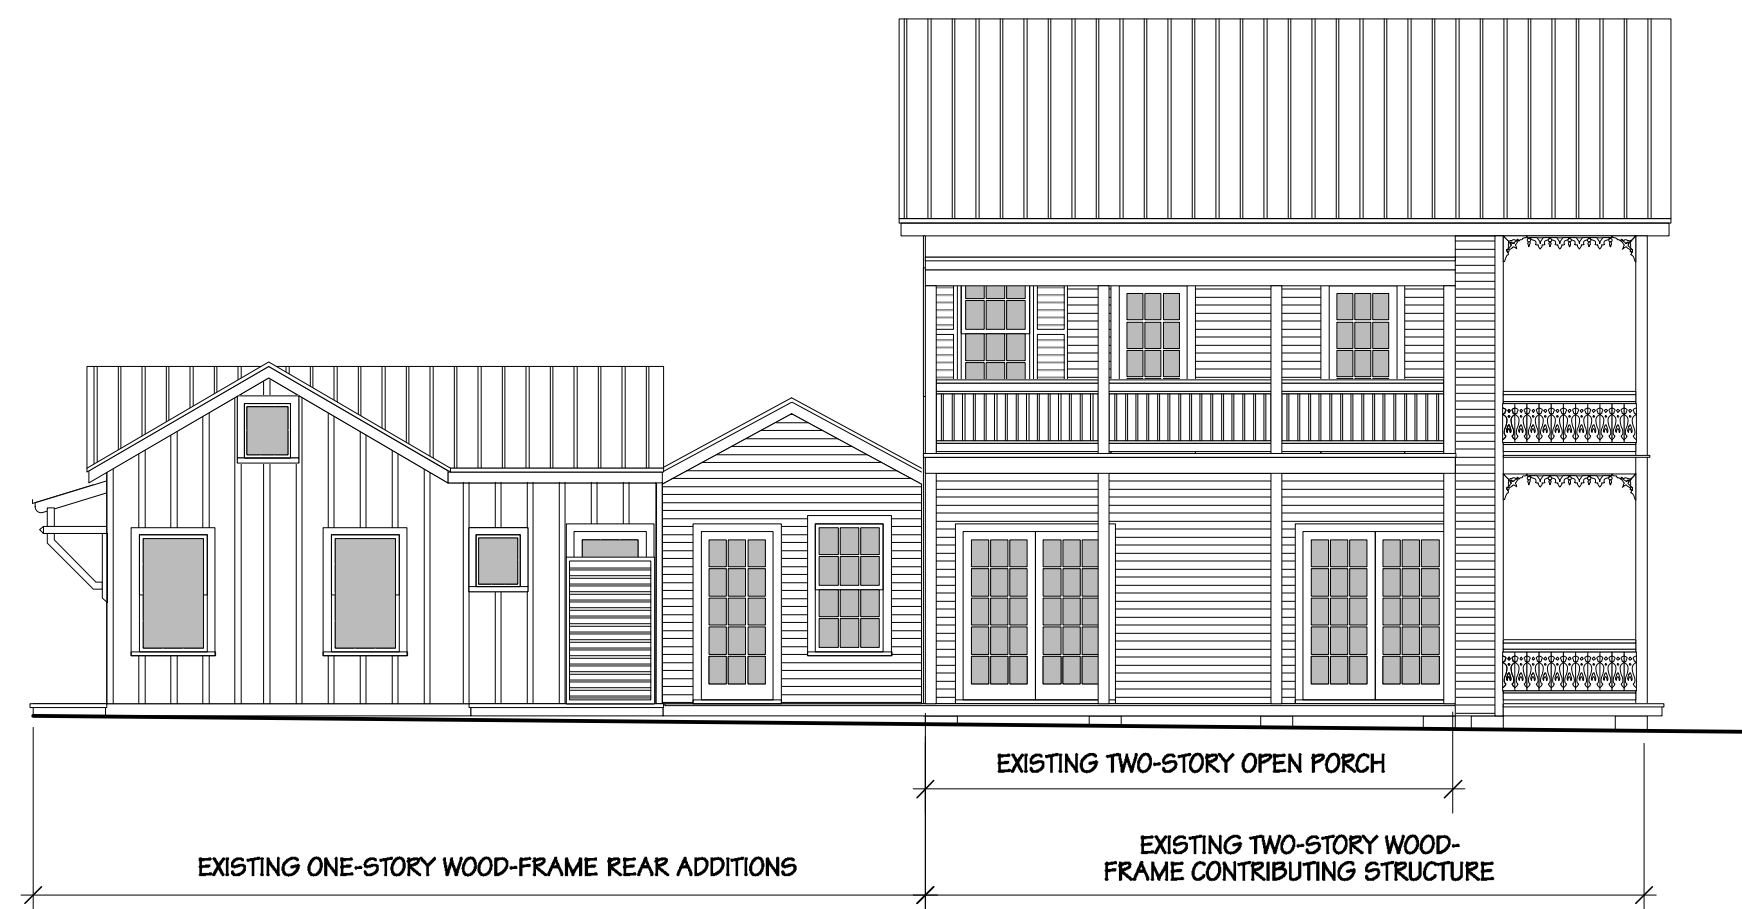 EXISTING TWO-STORY OPEN PORCH
EXISTING TWO-STORY WOOD-
FRAME CONTRIBUTING STRUCTURE
EXISTING ONE-STORY WOOD-FRAME REAR ADDITIONS